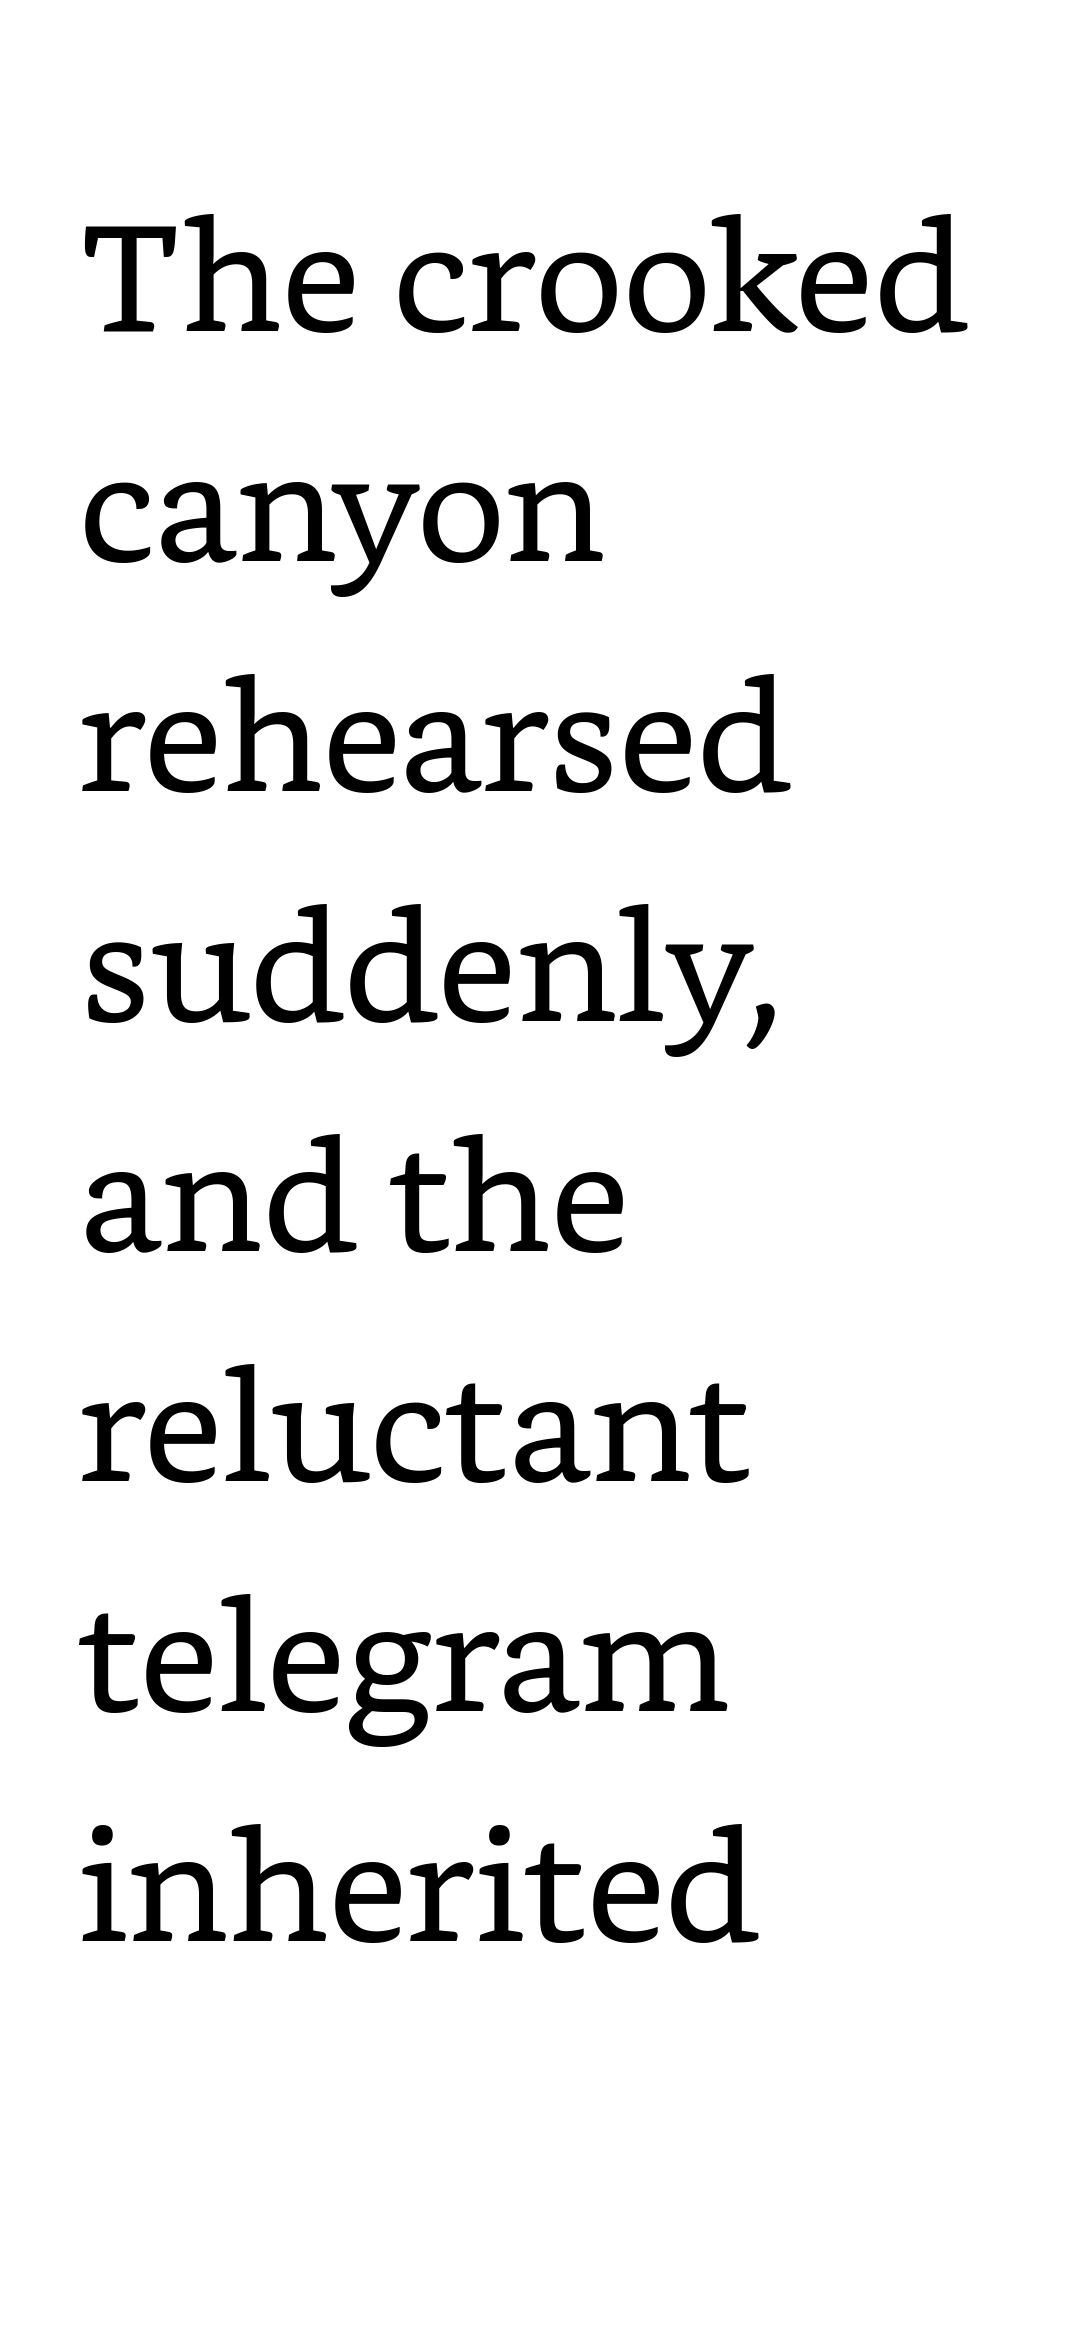 The crooked
canyon
rehearsed
suddenly,
and the
reluctant
telegram
inherited